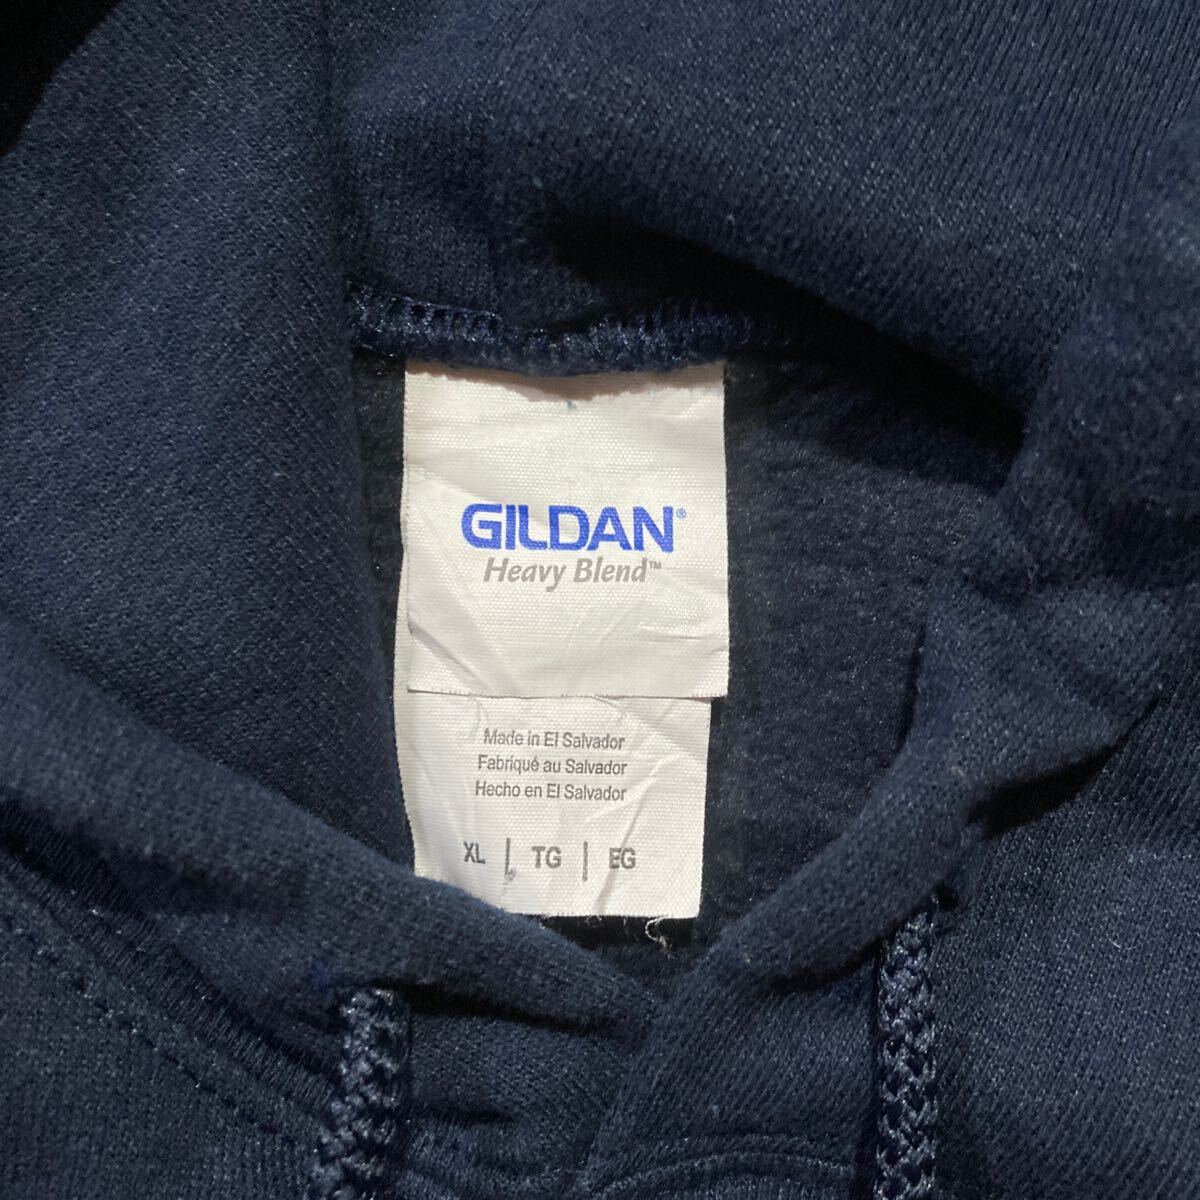 GILDAN®
Heavy Blend™
Made in El Salvador
Fabriqué au Salvador
Hecho en El Salvador
XL | TG | EG